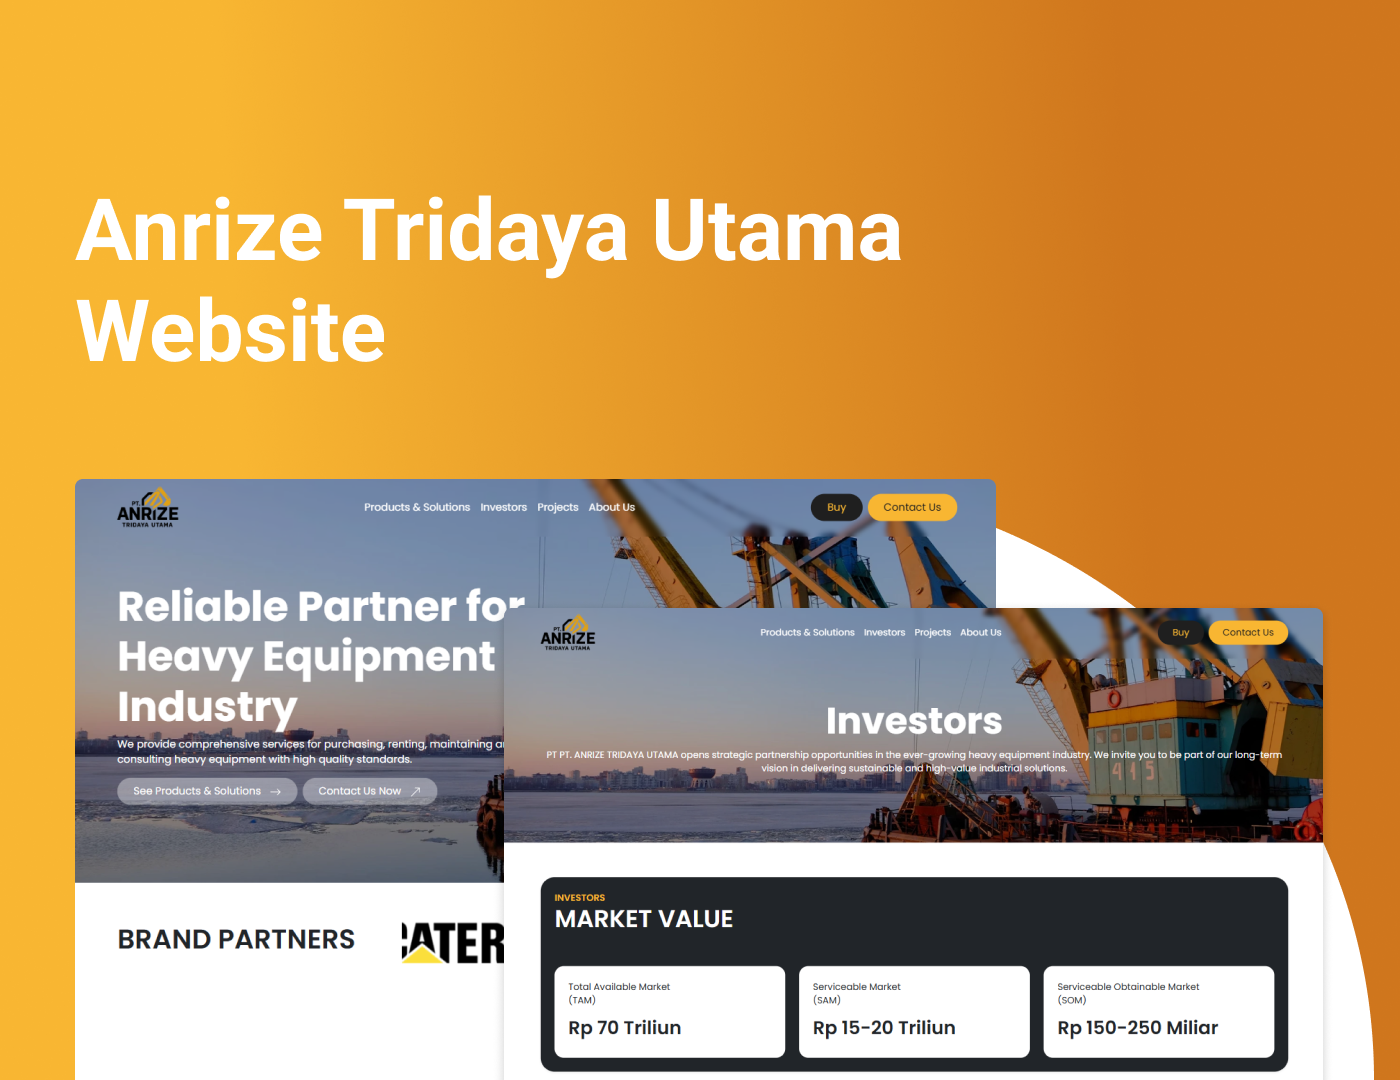 Anrize Tridaya Utama
Website
PT.
ANRIZE
TRIDAYA UTAMA
Products & Solutions Investors Projects About Us
Buy
Contact Us
Reliable Partner for
Heavy Equipment
Industry
We provide comprehensive services for purchasing, renting, maintaining
consulting heavy equipment with high quality standards.
See Products & Solutions →
Contact Us Now ↗
BRAND PARTNERS
CATER
PT.
ANRIZE
TRIDAYA UTAMA
Products & Solutions Investors Projects About Us
Buy
Contact Us
Investors
PT PT. ANRIZE TRIDAYA UTAMA opens strategic partnership opportunities in the ever-growing heavy equipment industry. We invite you to be part of our long-term
vision in delivering sustainable and high-value industrial solutions.
415
INVESTORS
MARKET VALUE
Total Available Market
(TAM)
Rp 70 Triliun
Serviceable Market
(SAM)
Rp 15-20 Triliun
Serviceable Obtainable Market
(SOM)
Rp 150-250 Miliar